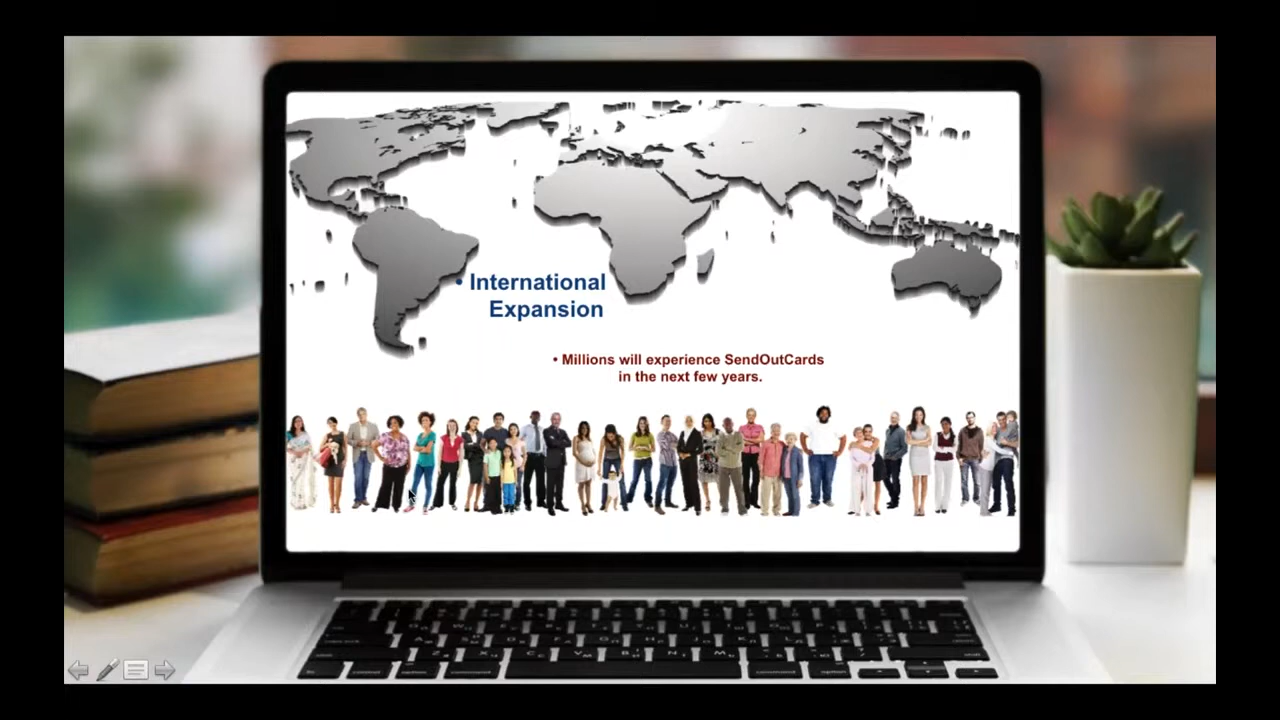 • International
Expansion
• Millions will experience SendOutCards
in the next few years.